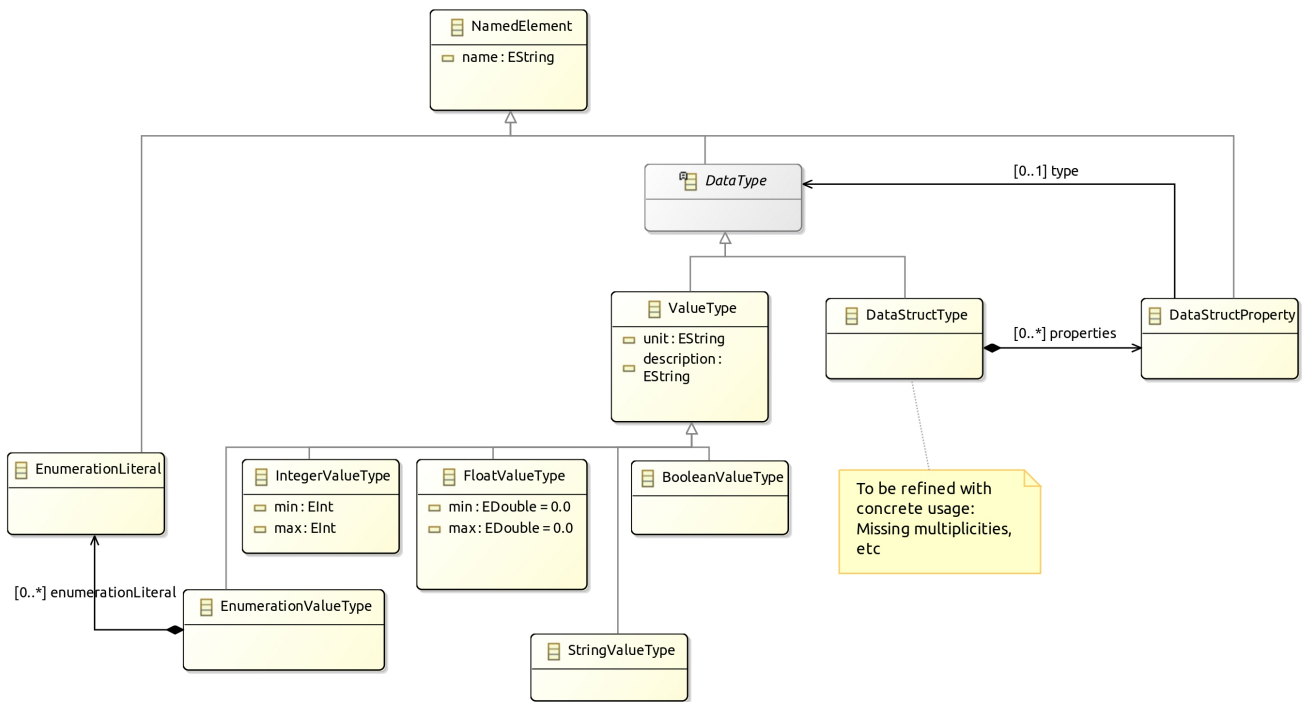 NamedElement
name : EString
DataType
[0..1] type
ValueType
unit : EString
description :
EString
DataStructType
[0..*] properties
DataStructProperty
EnumerationLiteral
IntegerValueType
min : EInt
max : EInt
FloatValueType
min : EDouble = 0.0
max : EDouble = 0.0
BooleanValueType
To be refined with
concrete usage:
Missing multiplicities,
etc
[0..*] enumerationLiteral
EnumerationValueType
StringValueType